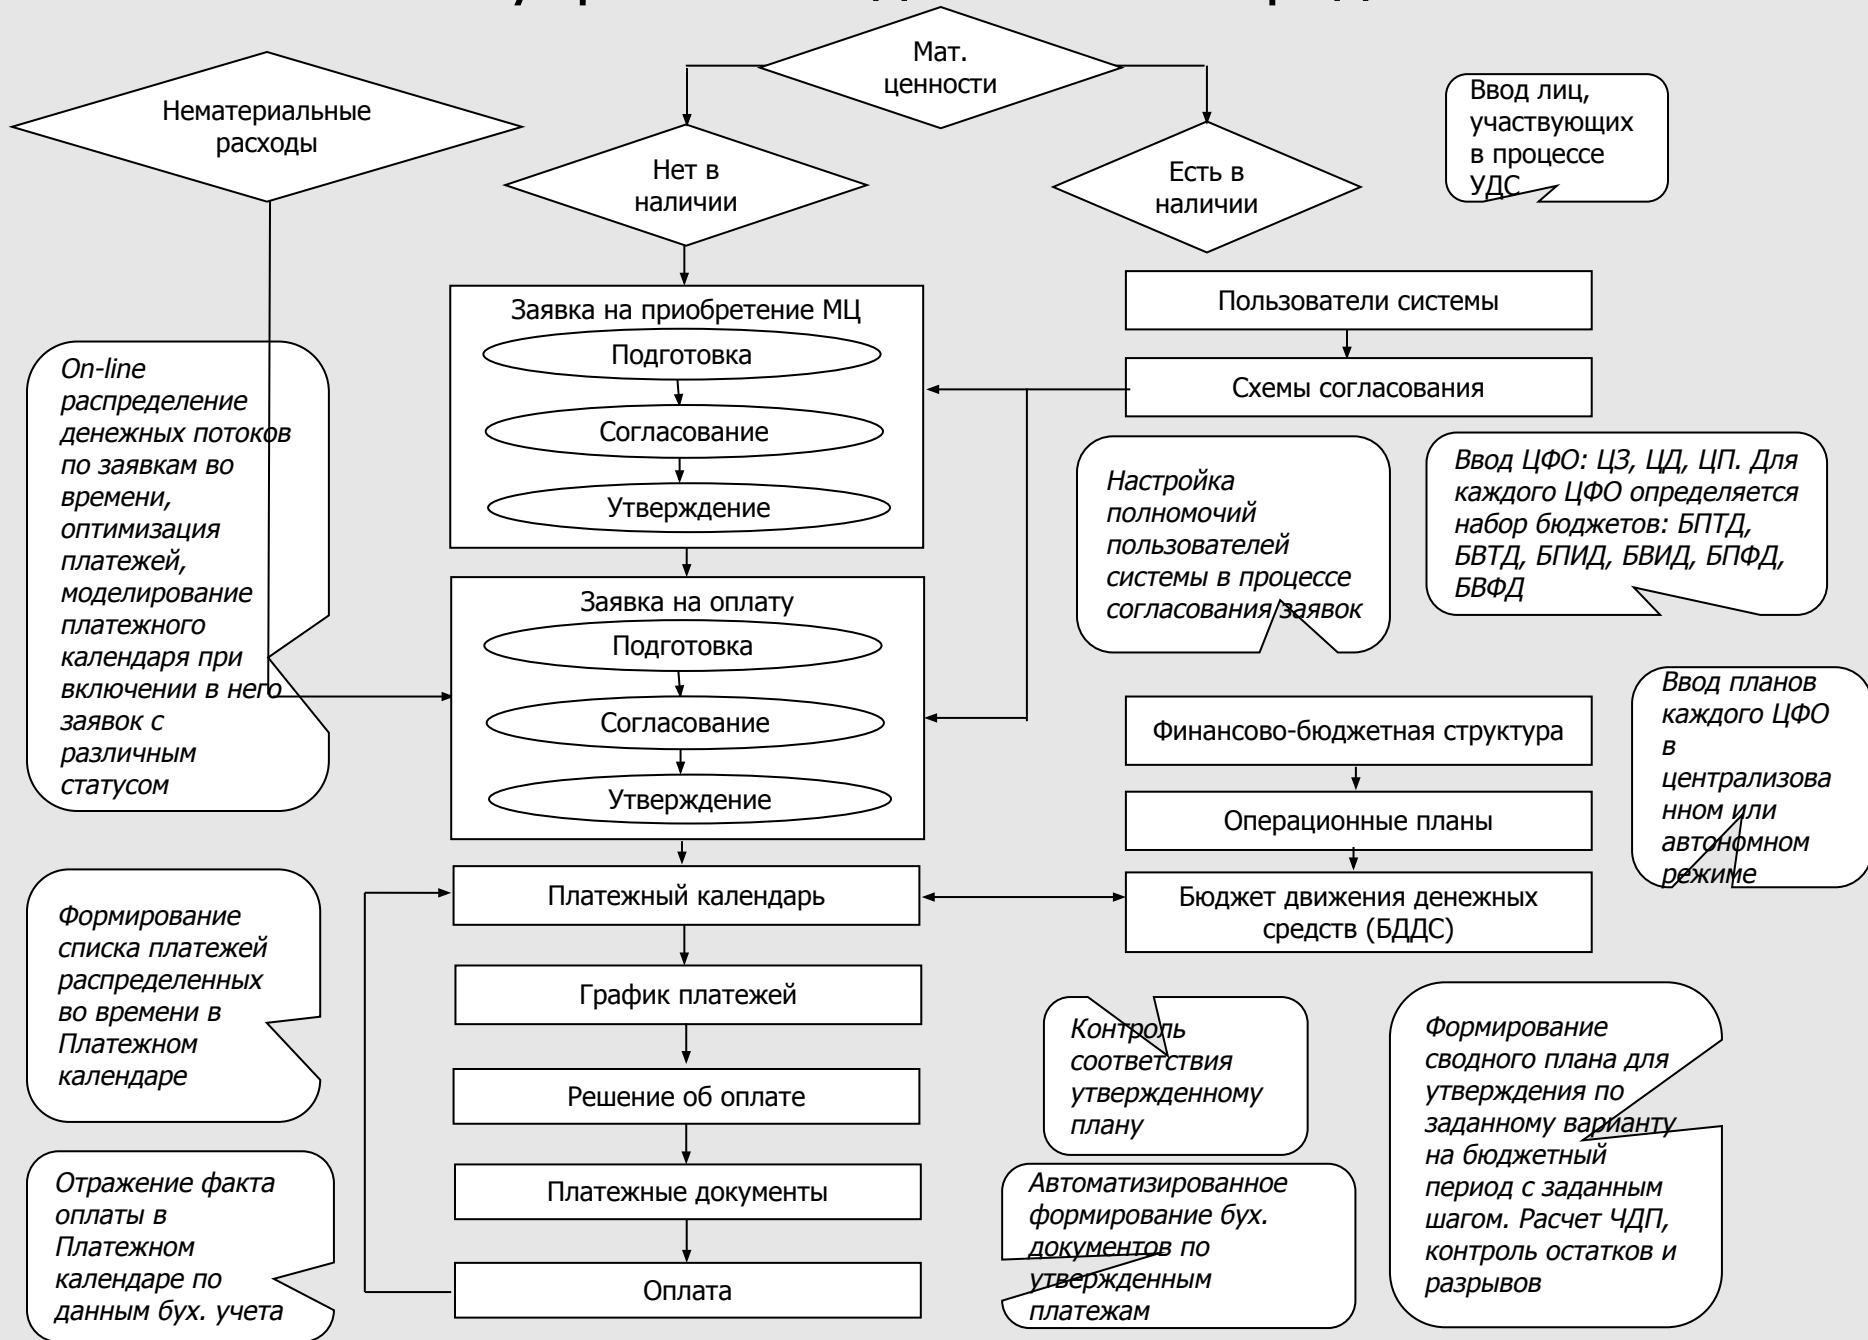 Мат.
ценности
Нематериальные
расходы
Нет в
наличии
Есть в
наличии
Ввод лиц,
участвующих
в процессе
УДС
Заявка на приобретение МЦ
Подготовка
Согласование
Утверждение
Пользователи системы
Схемы согласования
On-line
распределение
денежных потоков
по заявкам во
времени,
оптимизация
платежей,
моделирование
платежного
календаря при
включении в него
заявок с
различным
статусом
Настройка
полномочий
пользователей
системы в процессе
согласования заявок
Ввод ЦФО: ЦЗ, ЦД, ЦП. Для
каждого ЦФО определяется
набор бюджетов: БПТД,
БВТД, БПИД, БВИД, БПФД,
БВФД
Заявка на оплату
Подготовка
Согласование
Утверждение
Финансово-бюджетная структура
Операционные планы
Бюджет движения денежных
средств (БДДС)
Ввод планов
каждого ЦФО
в
централизова
нном или
автономном
режиме
Платежный календарь
График платежей
Решение об оплате
Платежные документы
Оплата
Формирование
списка платежей
распределенных
во времени в
Платежном
календаре
Отражение факта
оплаты в
Платежном
календаре по
данным бух. учета
Контроль
соответствия
утвержденному
плану
Автоматизированное
формирование бух.
документов по
утвержденным
платежам
Формирование
сводного плана для
утверждения по
заданному варианту
на бюджетный
период с заданным
шагом. Расчет ЧДП,
контроль остатков и
разрывов